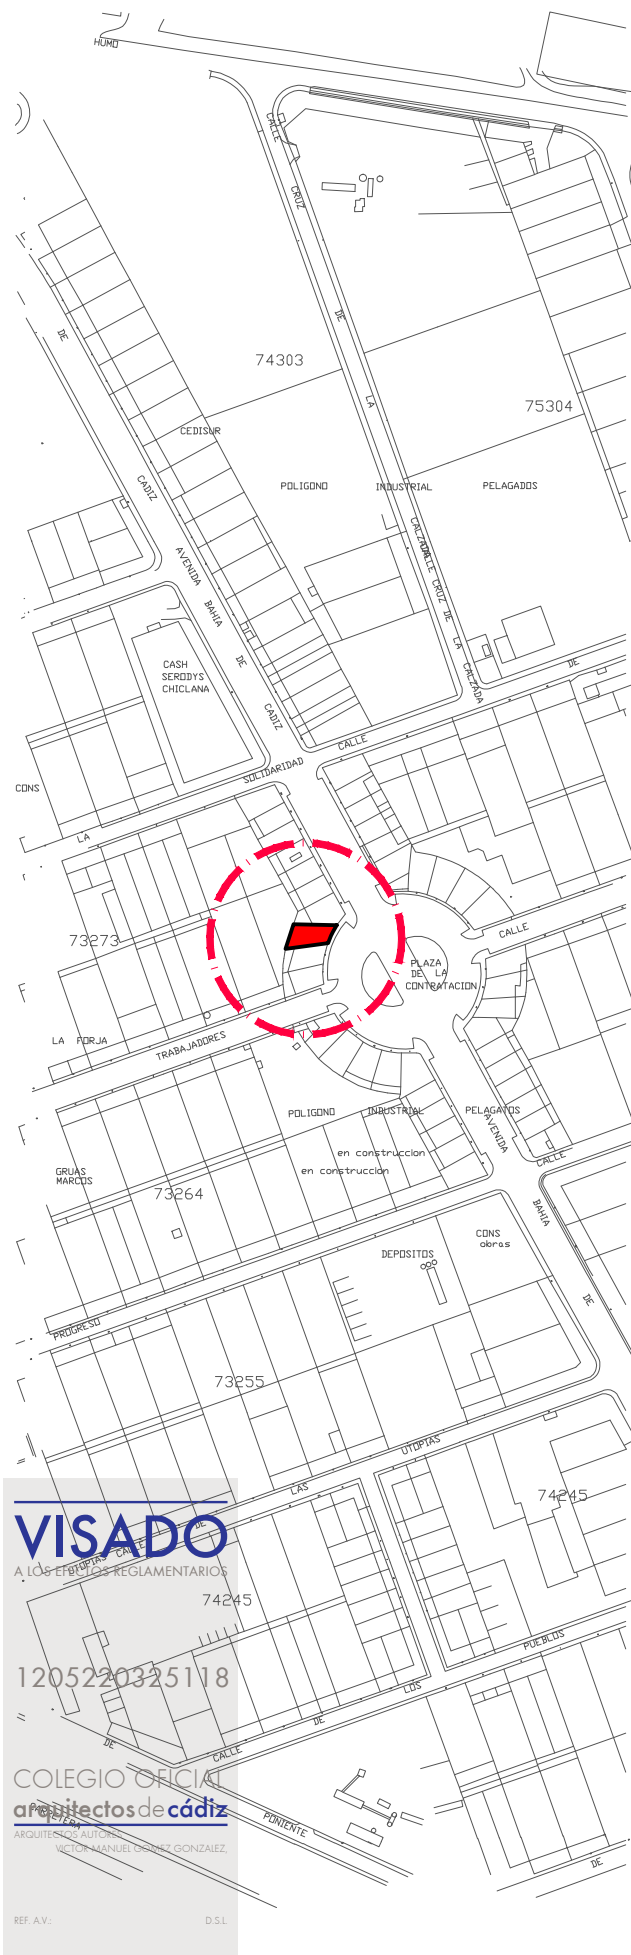 HUMO
CALLE
CRUZ
DE
LA
CALZADA
DE
CADIZ
74303
75304
CEDISUR
POLIGONO INDUSTRIAL PELAGADOS
AVENIDA BAHIA DE CADIZ
CALLE CRUZ DE LA CALZADA
CASH
SERODYS
CHICLANA
DE
CALLE
SOLIDARIDAD
LA
CONS
73273
CALLE
PLAZA
DE LA
CONTRATACION
LA FORJA
TRABAJADORES
POLIGONO INDUSTRIAL PELAGATOS
AVENIDA
BAHIA
DE
CALLE
en construccion
en construccion
GRUAS
MARCOS
73264
CONS
obras
DEPOSITOS
PROGRESO
73255
UTOPIAS
LAS
DE
CALLE
UTOPIAS
74245
74245
PUEBLOS
LOS
DE
CALLE
DE
CARRETERA
PONIENTE
DE
VISADO
A LOS EFECTOS REGLAMENTARIOS
1205220325118
COLEGIO OFICIAL
arquitectos de cádiz
ARQUITECTOS AUTORES
VICTOR MANUEL GOMEZ GONZALEZ,
REF. A.V.: D.S.L.